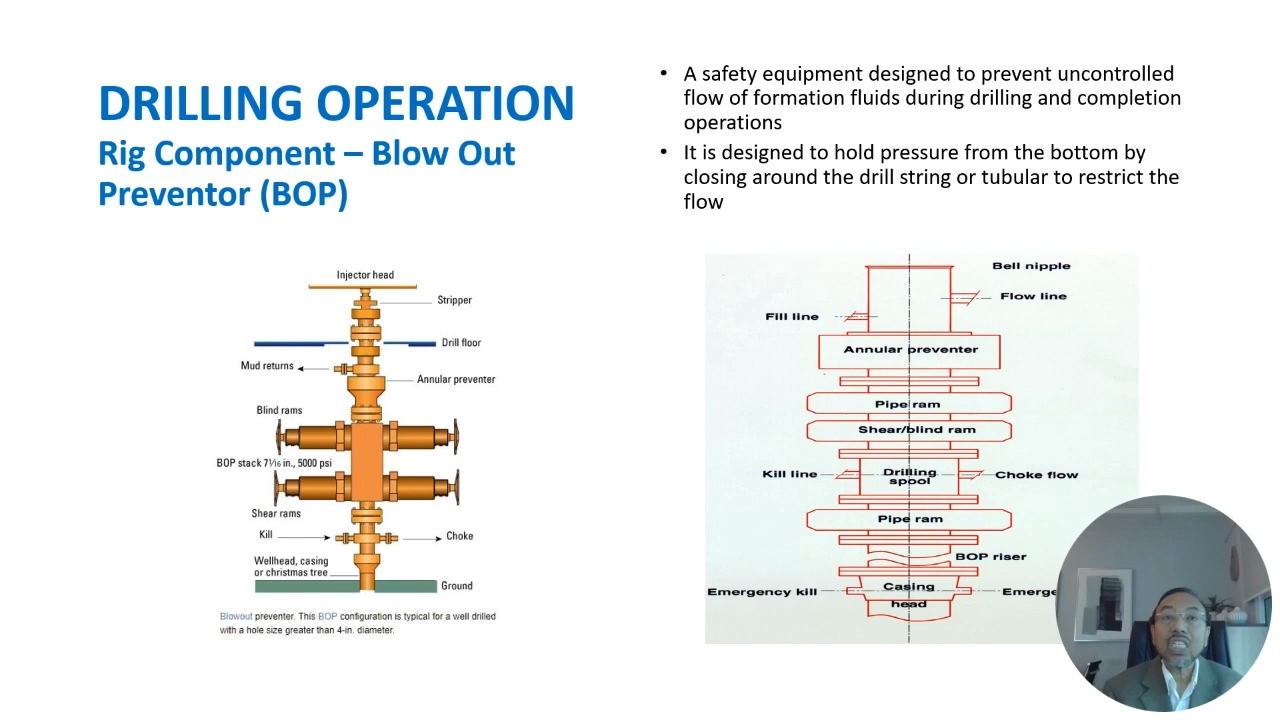 DRILLING OPERATION
Rig Component – Blow Out
Preventor (BOP)
• A safety equipment designed to prevent uncontrolled
flow of formation fluids during drilling and completion
operations
• It is designed to hold pressure from the bottom by
closing around the drill string or tubular to restrict the
flow
Injector head
Stripper
Drill floor
Mud returns
Annular preventer
Blind rams
BOP stack 7 1/16 in., 5000 psi
Shear rams
Kill
Choke
Wellhead, casing
or christmas tree
Ground
Blowout preventer. This BOP configuration is typical for a well drilled
with a hole size greater than 4-in. diameter.
Bell nipple
Flow line
Fill line
Annular preventer
Pipe ram
Shear/blind ram
Kill line
Drilling
spool
Choke flow
Pipe ram
BOP riser
Emergency kill
Casing
head